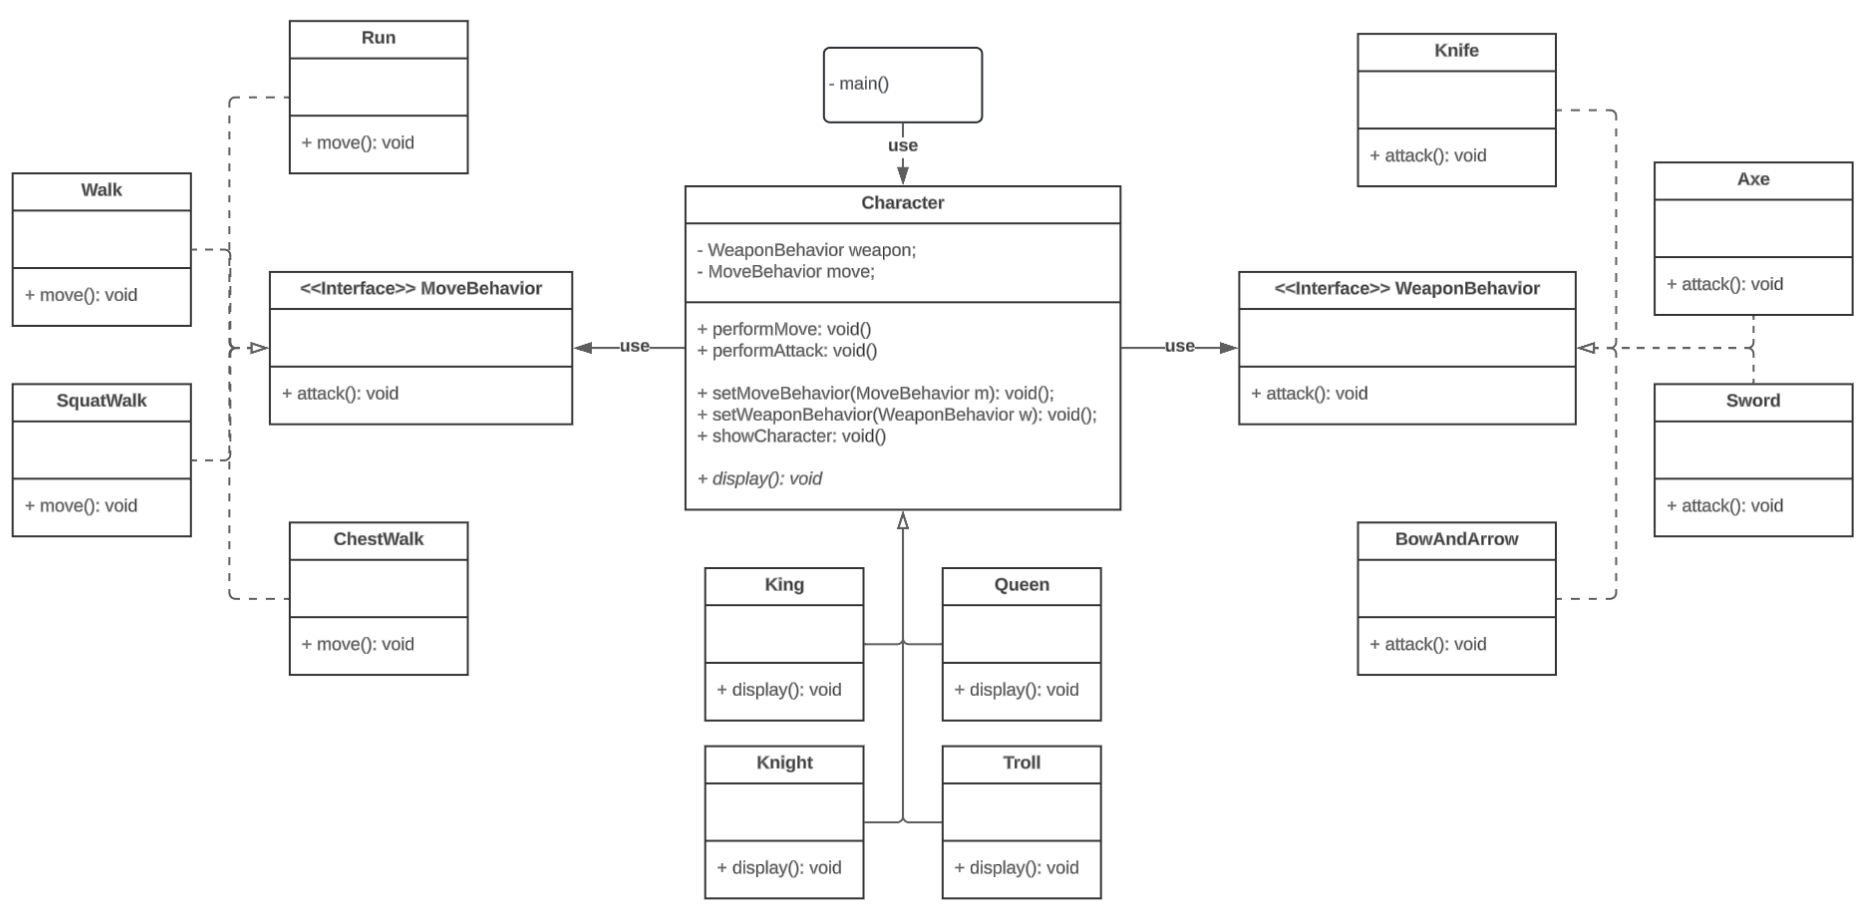 Run
+ move(): void
Walk
+ move(): void
SquatWalk
+ move(): void
ChestWalk
+ move(): void
<<Interface>> MoveBehavior
+ attack(): void
- main()
use
Character
- WeaponBehavior weapon;
- MoveBehavior move;
+ performMove: void()
+ performAttack: void()
+ setMoveBehavior(MoveBehavior m): void();
+ setWeaponBehavior(WeaponBehavior w): void();
+ showCharacter: void()
+ display(): void
use
use
King
+ display(): void
Queen
+ display(): void
Knight
+ display(): void
Troll
+ display(): void
<<Interface>> WeaponBehavior
+ attack(): void
Knife
+ attack(): void
Axe
+ attack(): void
Sword
+ attack(): void
BowAndArrow
+ attack(): void